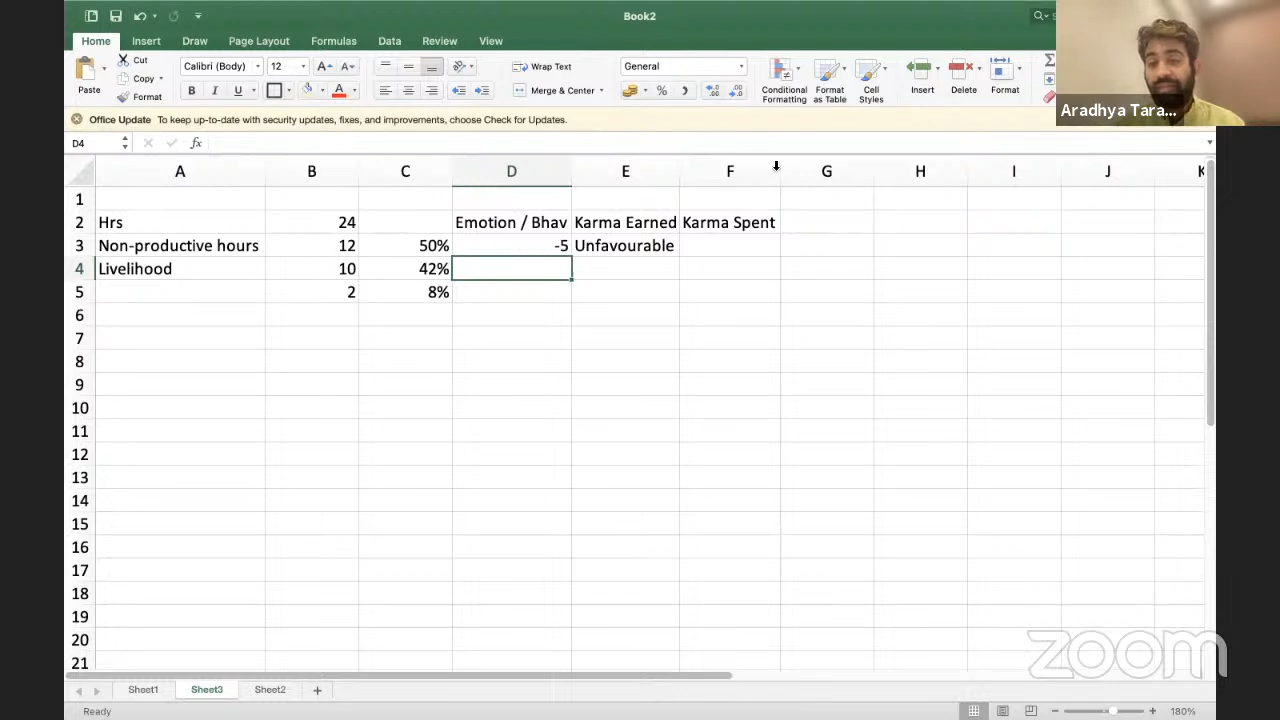 Book2
Home Insert Draw Page Layout Formulas Data Review View
Paste
Cut
Copy
Format
Calibri (Body) 12
B I U
Wrap Text
Merge & Center
General
Conditional Formatting
Format as Table
Cell Styles
Insert
Delete
Format
Aradhya Tara...
Office Update To keep up-to-date with security updates, fixes, and improvements, choose Check for Updates.
D4 fx
A B C D E F G H I J K
1
2 Hrs 24 Emotion / Bhav Karma Earned Karma Spent
3 Non-productive hours 12 50% -5 Unfavourable
4 Livelihood 10 42%
5 2 8%
6
7
8
9
10
11
12
13
14
15
16
17
18
19
20
21
zoom
Sheet1 Sheet3 Sheet2 +
Ready 180%